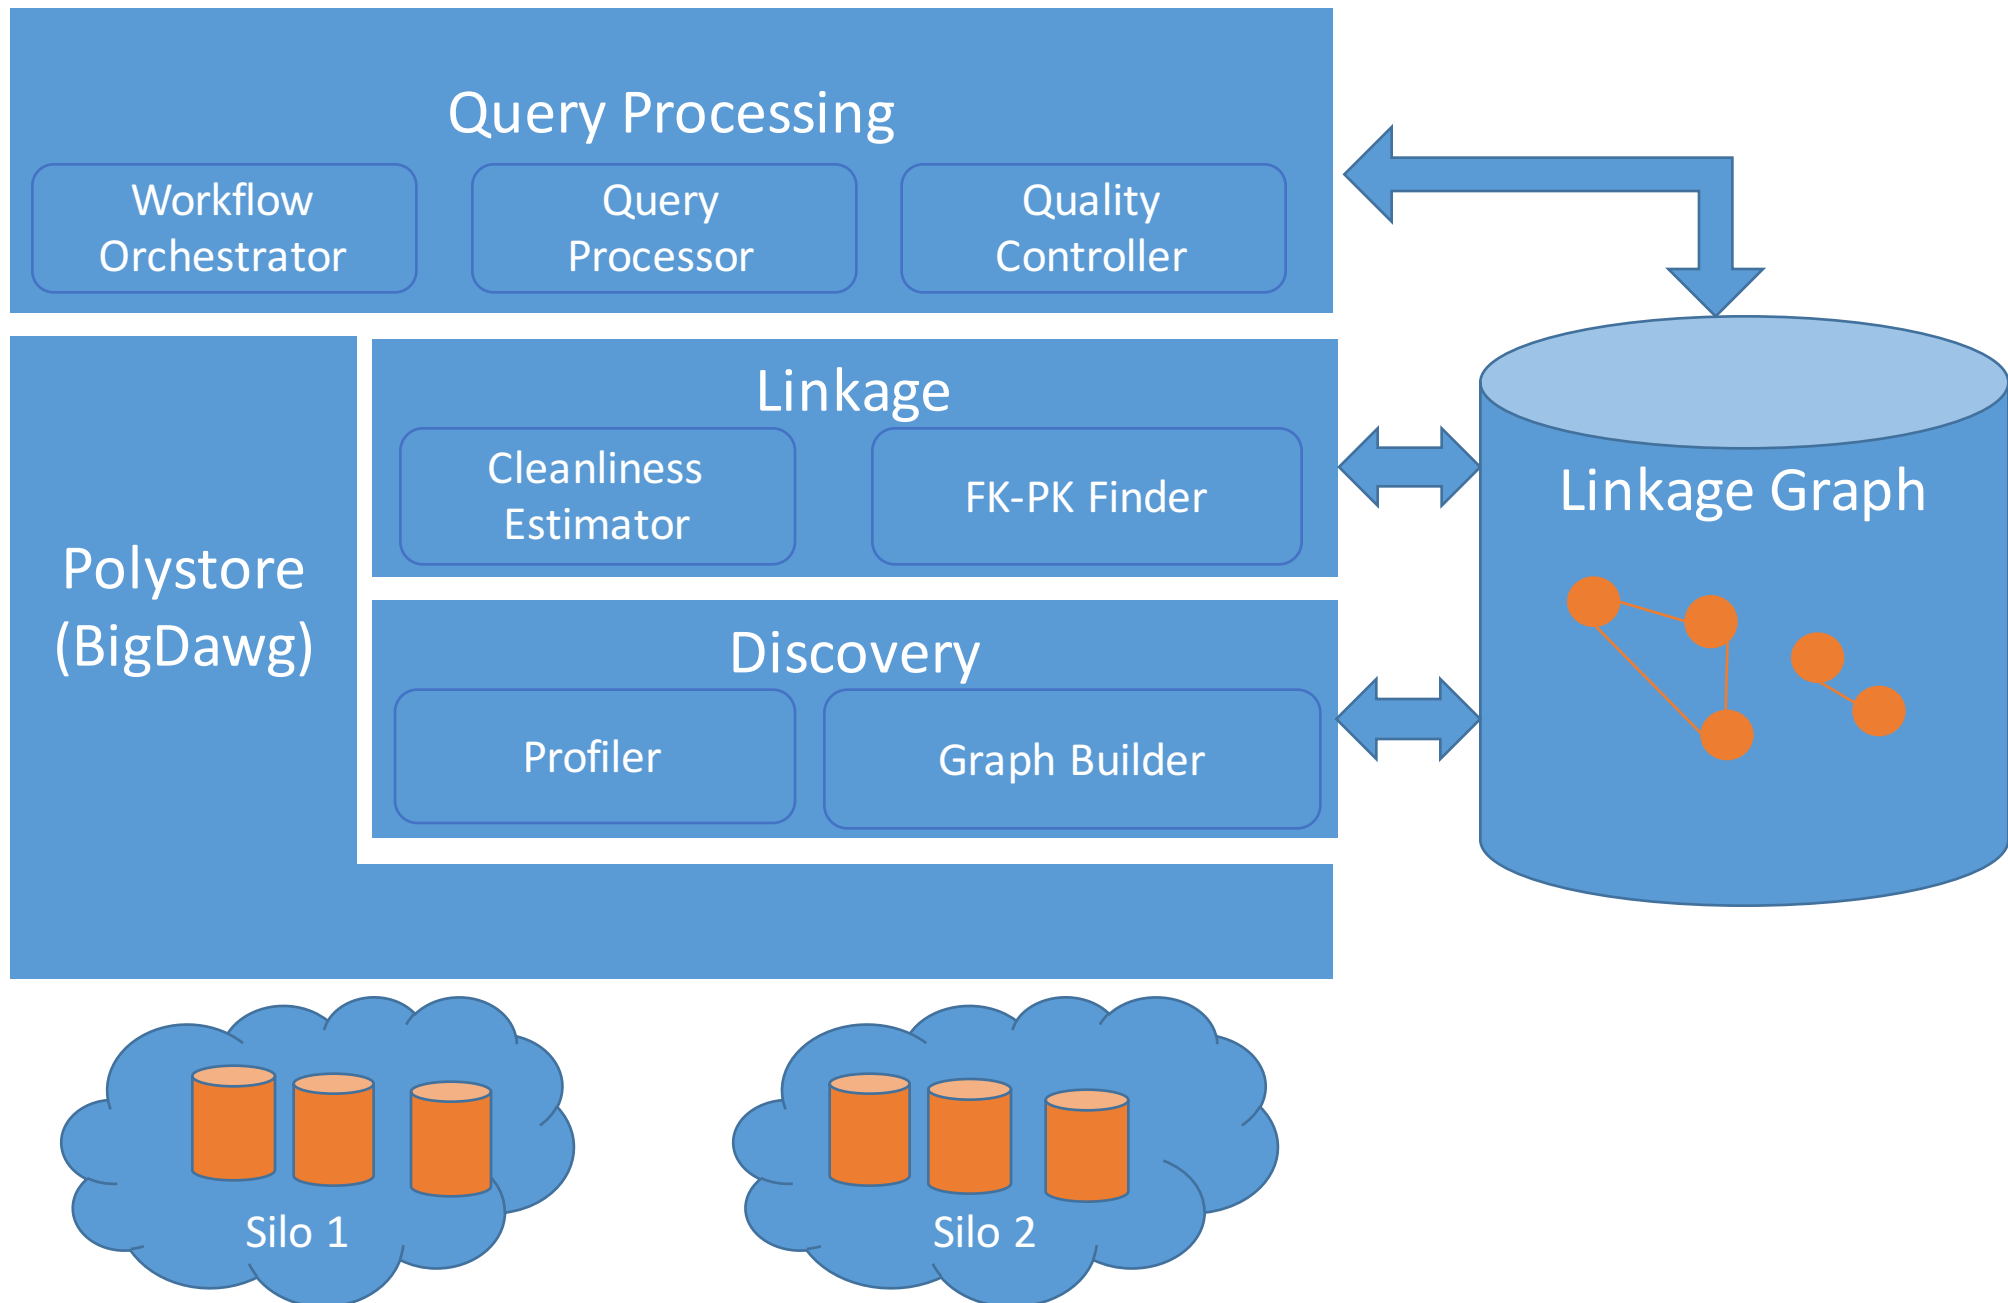 Query Processing
Workflow
Orchestrator
Query
Processor
Quality
Controller
Polystore
(BigDawg)
Linkage
Cleanliness
Estimator
FK-PK Finder
Discovery
Profiler
Graph Builder
Linkage Graph
Silo 1
Silo 2